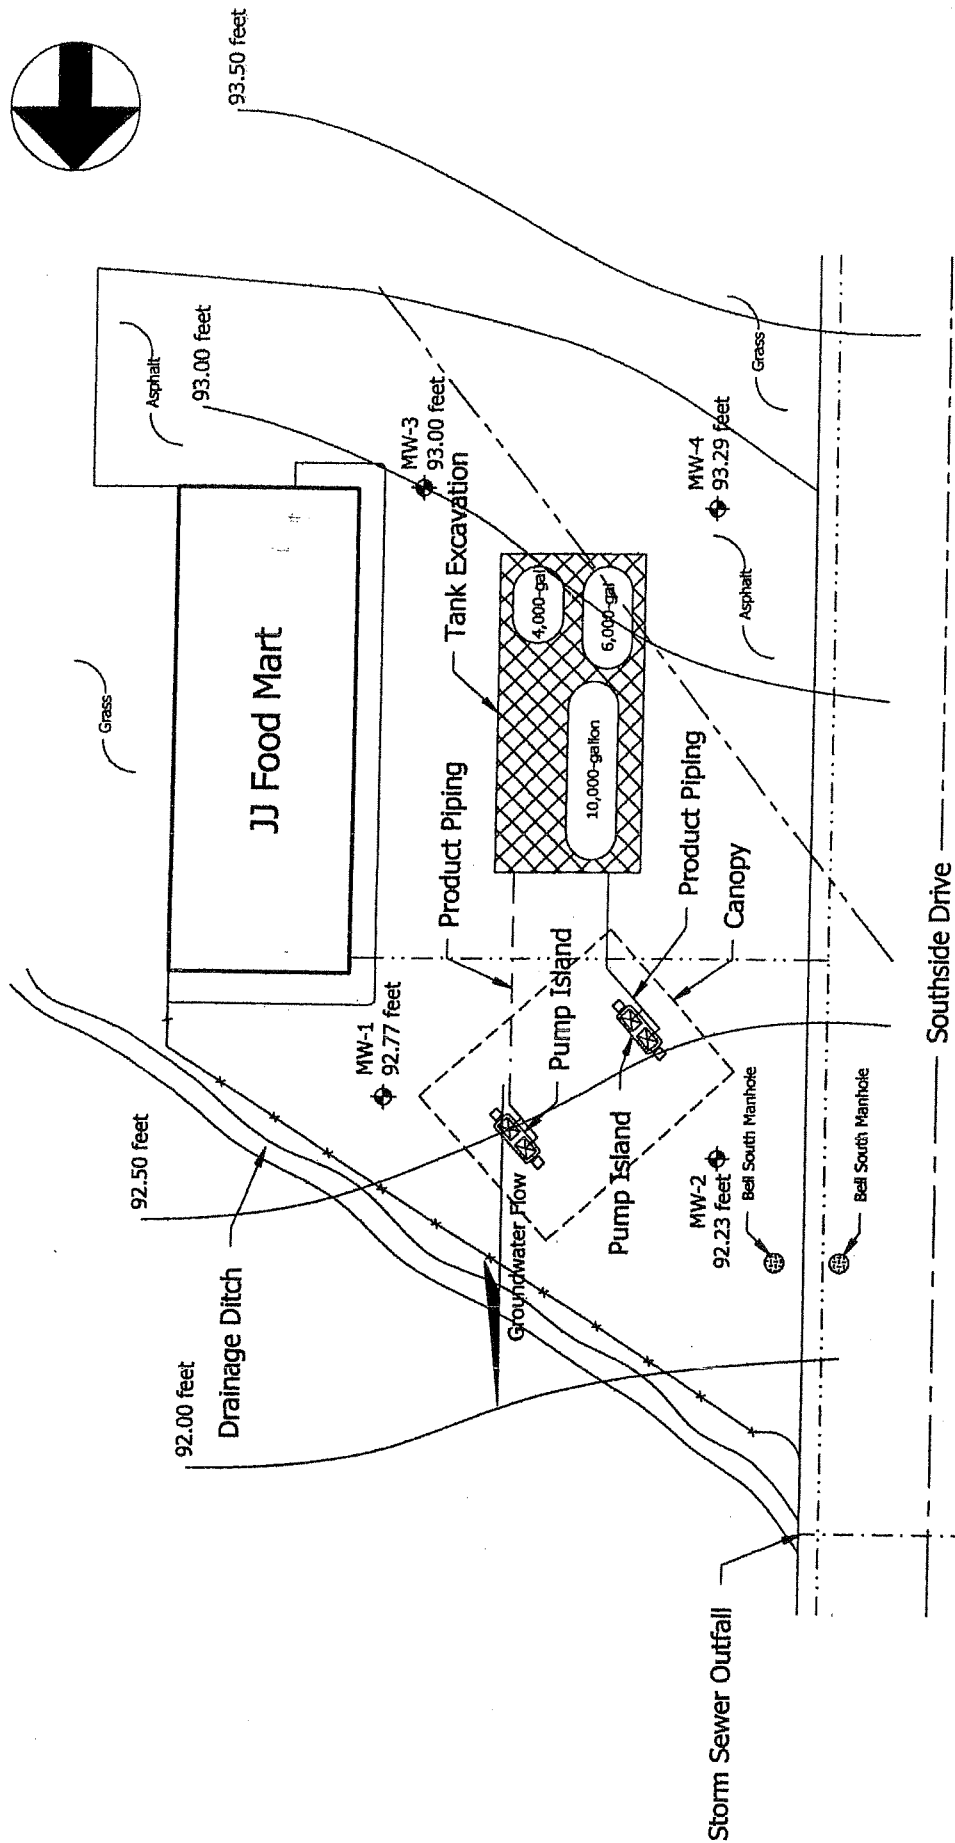 93.50 feet
Asphalt
93.00 feet
MW-3
93.00 feet
Tank Excavation
Grass
MW-4
93.29 feet
Asphalt
JJ Food Mart
Grass
4,000-gal
6,000-gal
10,000-gallon
Product Piping
Product Piping
Canopy
MW-1
92.77 feet
Pump Island
Pump Island
92.50 feet
Drainage Ditch
Groundwater Flow
MW-2
92.23 feet
Bell South Manhole
Bell South Manhole
92.00 feet
Southside Drive
Storm Sewer Outfall